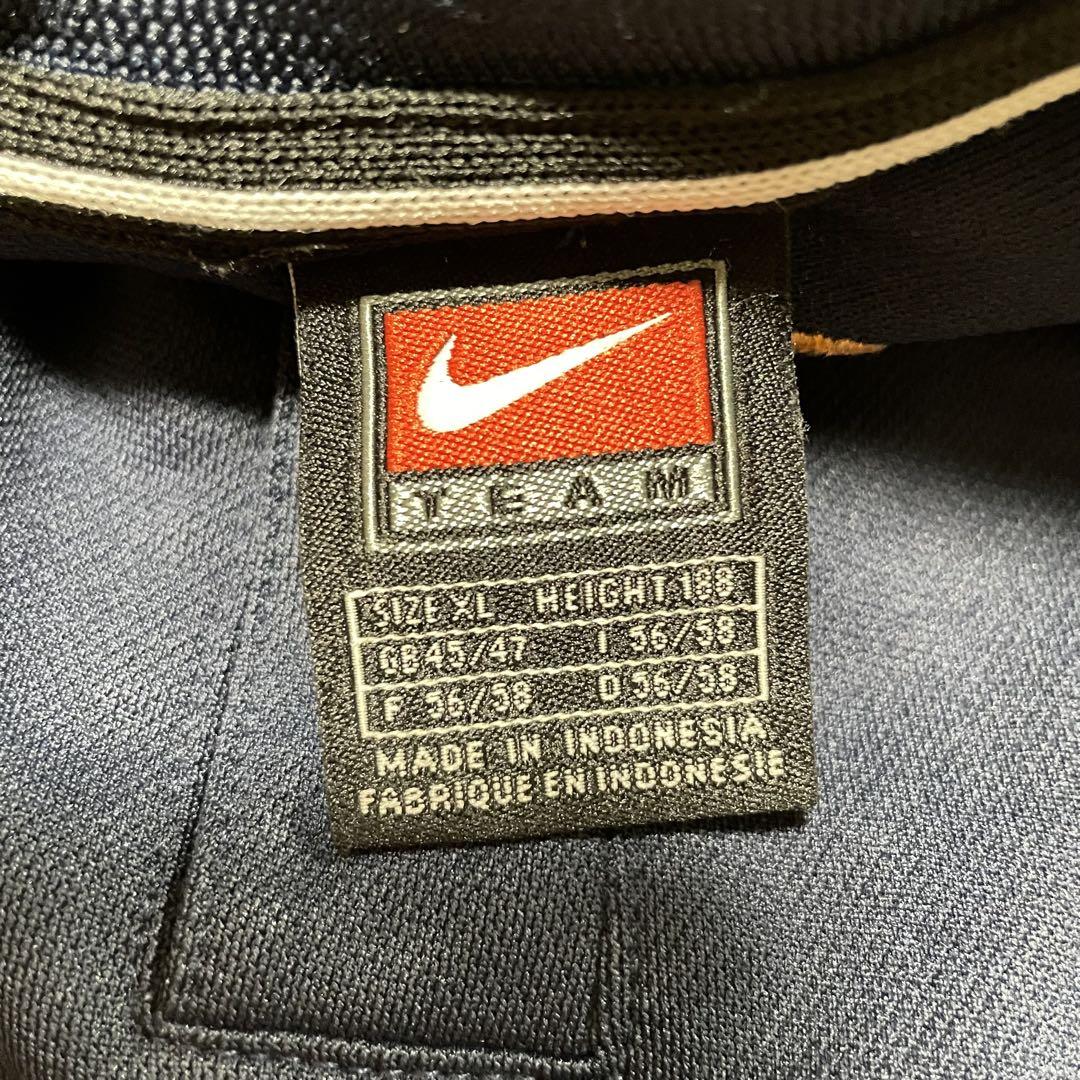 TEAM
SIZE XL HEIGHT 188
GB 45/47 I 56/58
F 56/58 D 56/58
MADE IN INDONESIA
FABRIQUE EN INDONESIE